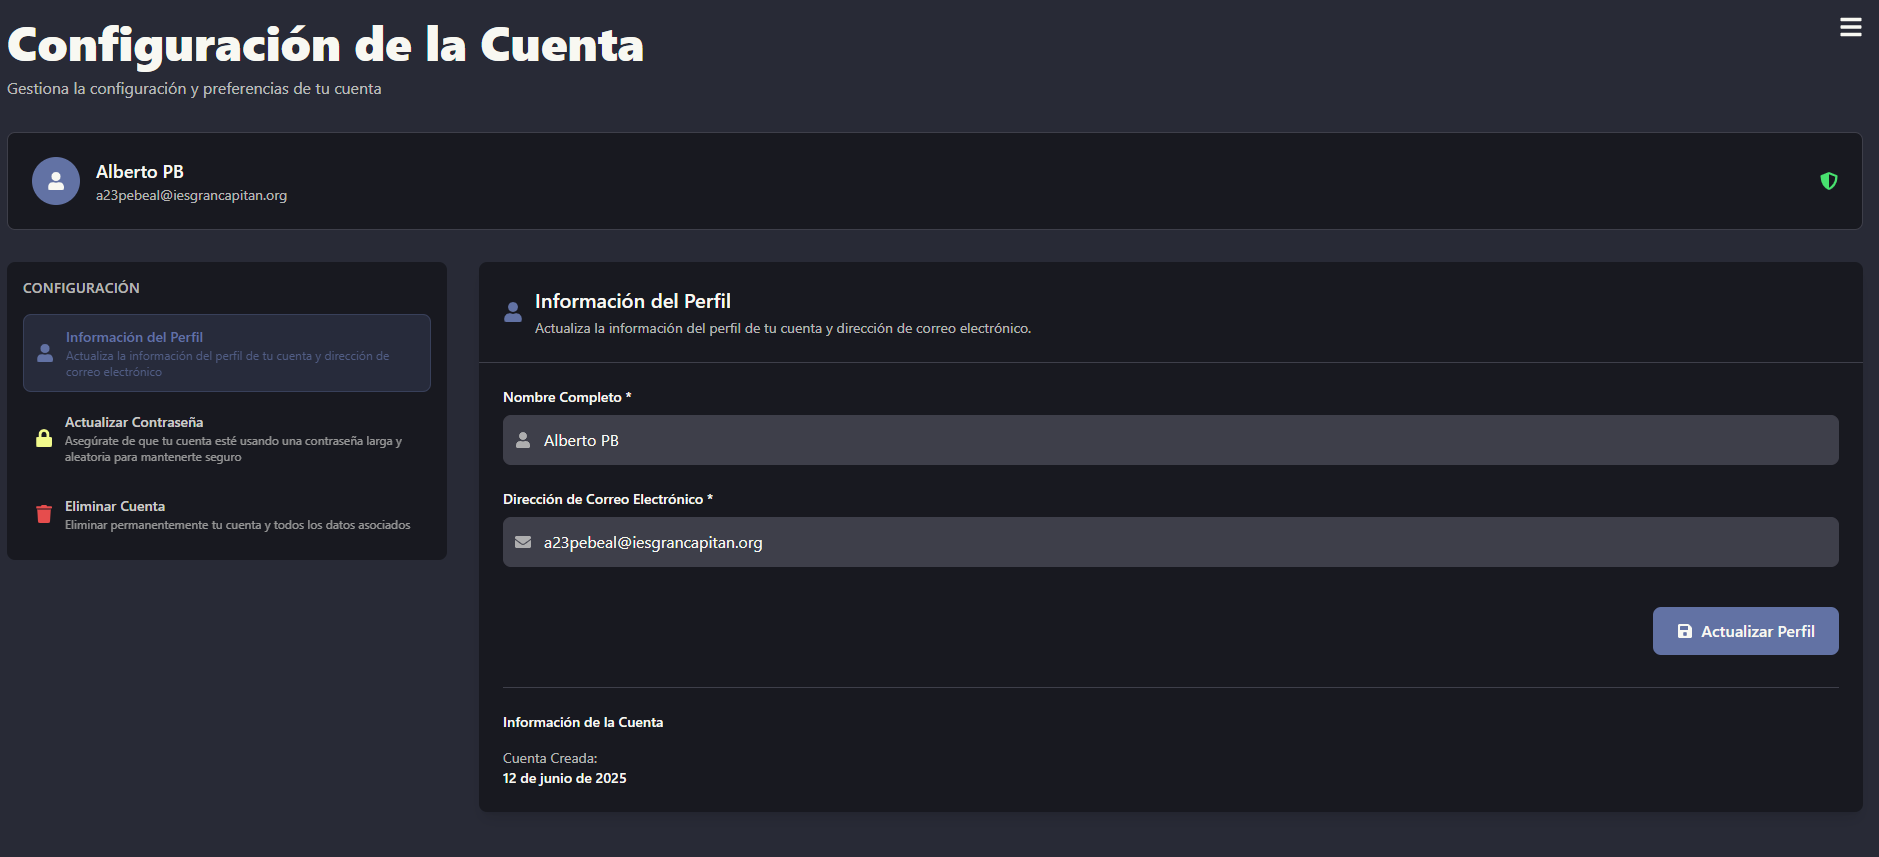 Configuración de la Cuenta
Gestiona la configuración y preferencias de tu cuenta
Alberto PB
a23pebeal@iesgrancapitan.org
CONFIGURACIÓN
Información del Perfil
Actualiza la información del perfil de tu cuenta y dirección de
correo electrónico
Actualizar Contraseña
Asegúrate de que tu cuenta esté usando una contraseña larga y
aleatoria para mantenerte seguro
Eliminar Cuenta
Eliminar permanentemente tu cuenta y todos los datos asociados
Información del Perfil
Actualiza la información del perfil de tu cuenta y dirección de correo electrónico.
Nombre Completo *
Alberto PB
Dirección de Correo Electrónico *
a23pebeal@iesgrancapitan.org
Actualizar Perfil
Información de la Cuenta
Cuenta Creada:
12 de junio de 2025